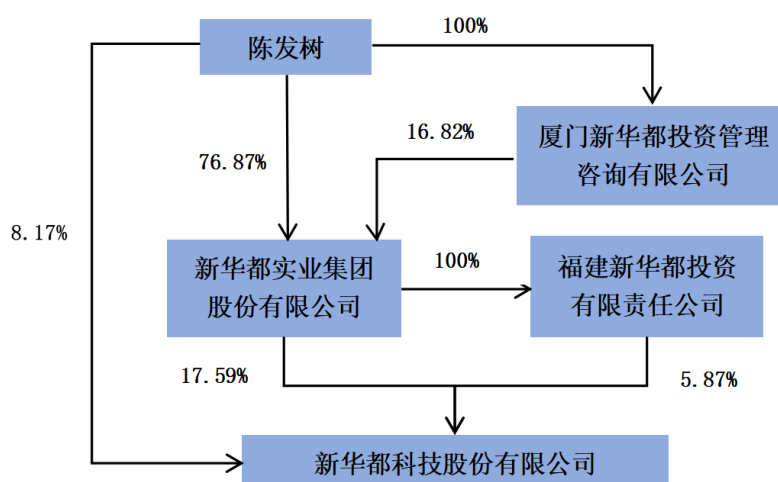 陈发树
100%
厦门新华都投资管理
咨询有限公司
16.82%
76.87%
8.17%
新华都实业集团
股份有限公司
100%
福建新华都投资
有限责任公司
17.59%
5.87%
新华都科技股份有限公司